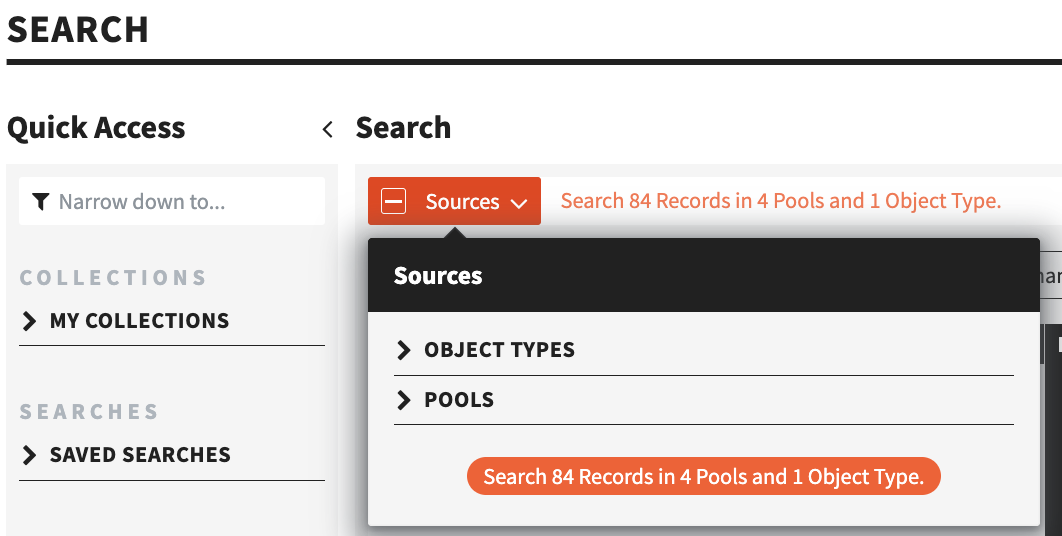 SEARCH
Quick Access
Search
Narrow down to...
Sources
Search 84 Records in 4 Pools and 1 Object Type.
COLLECTIONS
MY COLLECTIONS
SEARCHES
SAVED SEARCHES
Sources
OBJECT TYPES
POOLS
Search 84 Records in 4 Pools and 1 Object Type.